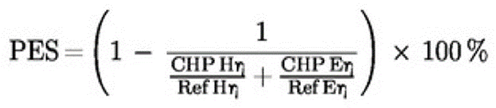 PES = ( 1 − 1 / ( CHP Hη / Ref Hη + CHP Eη / Ref Eη ) ) × 100 %